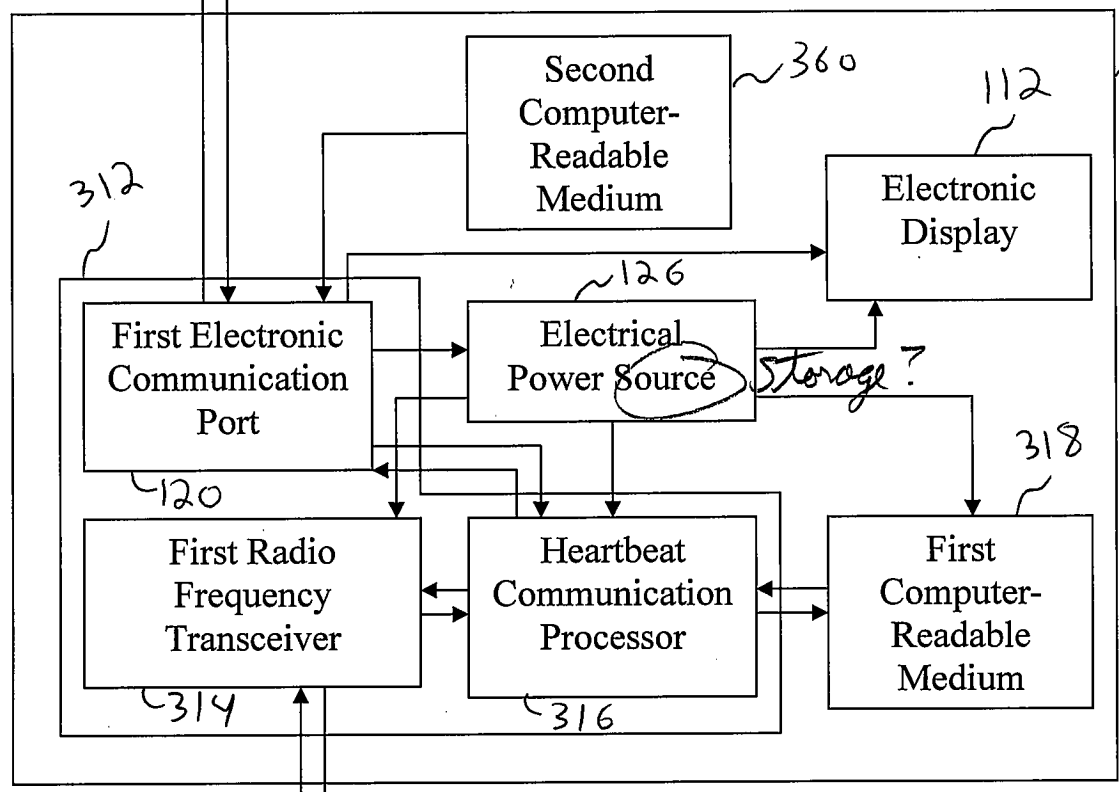 Second
Computer-
Readable
Medium
360
112
Electronic
Display
312
126
First Electronic
Communication
Port
120
Electrical
Power Source
Storage?
318
First Radio
Frequency
Transceiver
314
Heartbeat
Communication
Processor
316
First
Computer-
Readable
Medium